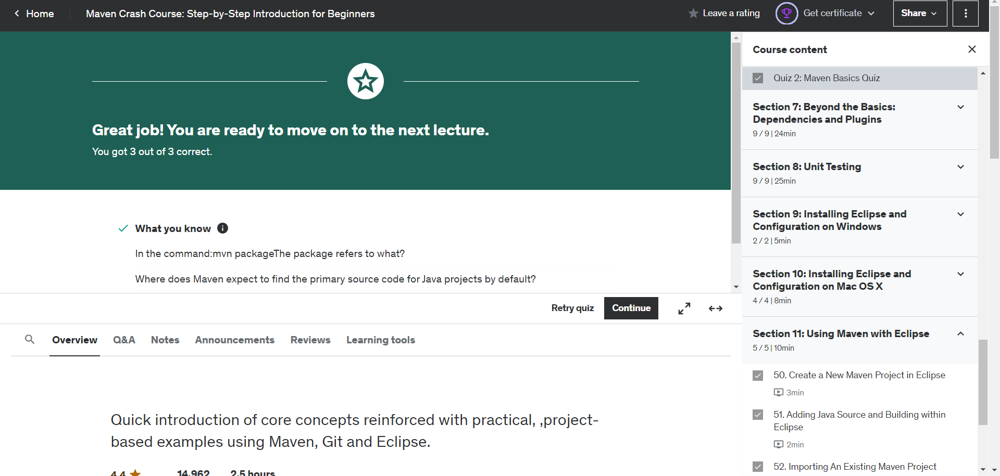 Home
Maven Crash Course: Step-by-Step Introduction for Beginners
Leave a rating
Get certificate
Share
Great job! You are ready to move on to the next lecture.
You got 3 out of 3 correct.
What you know
In the command:mvn packageThe package refers to what?
Where does Maven expect to find the primary source code for Java projects by default?
Retry quiz
Continue
Overview
Q&A
Notes
Announcements
Reviews
Learning tools
Quick introduction of core concepts reinforced with practical, ,project-
based examples using Maven, Git and Eclipse.
4.4
14,962
2.5 hours
Course content
Quiz 2: Maven Basics Quiz
Section 7: Beyond the Basics:
Dependencies and Plugins
9 / 9 | 24min
Section 8: Unit Testing
9 / 9 | 25min
Section 9: Installing Eclipse and
Configuration on Windows
2 / 2 | 5min
Section 10: Installing Eclipse and
Configuration on Mac OS X
4 / 4 | 8min
Section 11: Using Maven with Eclipse
5 / 5 | 10min
50. Create a New Maven Project in Eclipse
3min
51. Adding Java Source and Building within
Eclipse
2min
52. Importing An Existing Maven Project